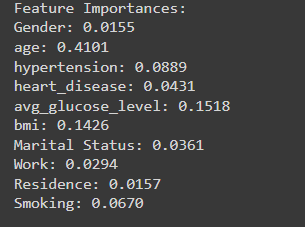 Feature Importances:
Gender: 0.0155
age: 0.4101
hypertension: 0.0889
heart_disease: 0.0431
avg_glucose_level: 0.1518
bmi: 0.1426
Marital Status: 0.0361
Work: 0.0294
Residence: 0.0157
Smoking: 0.0670